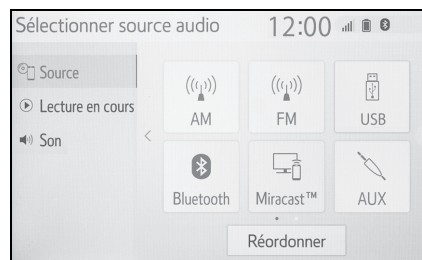 Sélectionner source audio 12:00
Source
Lecture en cours
Son
AM FM USB
Bluetooth Miracast™ AUX
Réordonner